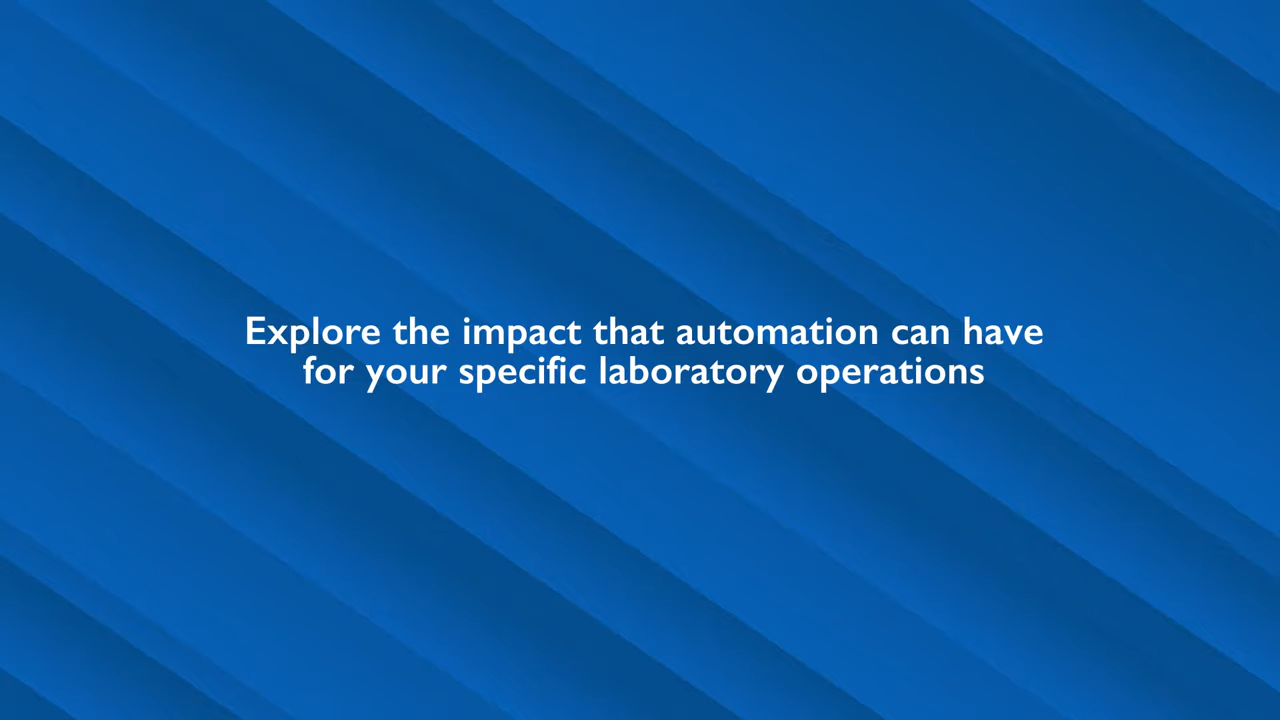 Explore the impact that automation can have
for your specific laboratory operations